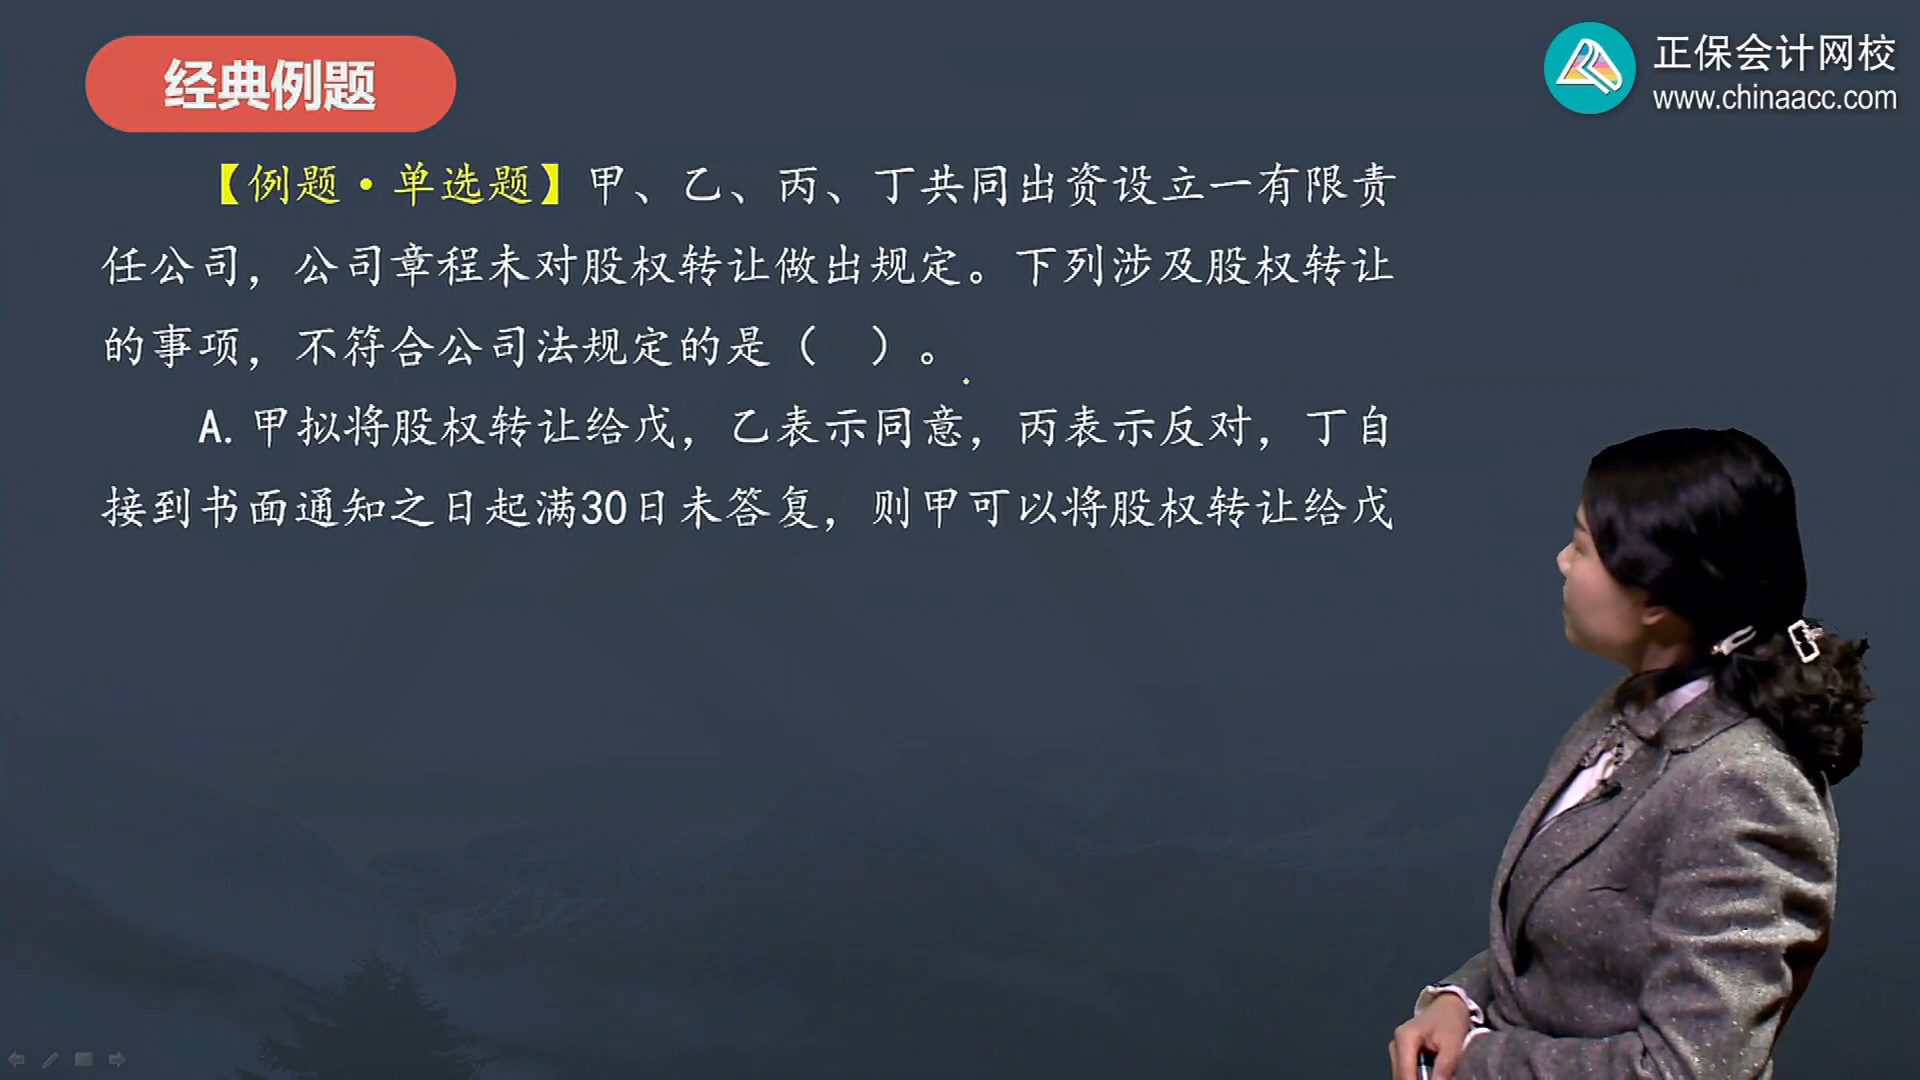 经典例题
正保会计网校
www.chinaacc.com
【例题·单选题】甲、乙、丙、丁共同出资设立一有限责
任公司，公司章程未对股权转让做出规定。下列涉及股权转让
的事项，不符合公司法规定的是（ ）。
A.甲拟将股权转让给戊，乙表示同意，丙表示反对，丁自
接到书面通知之日起满30日未答复，则甲可以将股权转让给戊